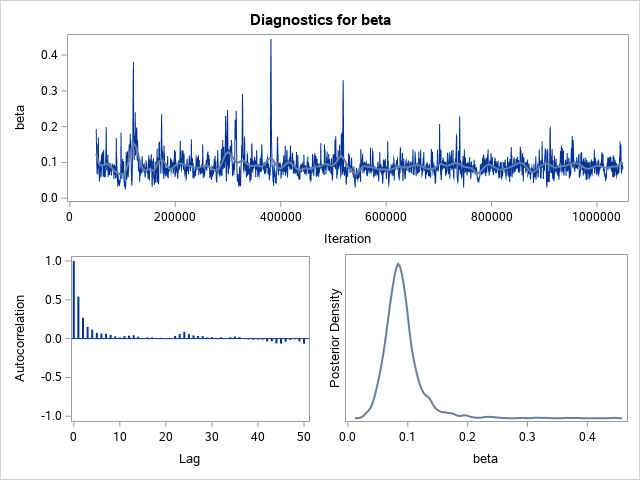 Diagnostics for beta
beta
0.4
0.3
0.2
0.1
0.0
0 200000 400000 600000 800000 1000000
Iteration
Autocorrelation
1.0
0.5
0.0
-0.5
-1.0
0 10 20 30 40 50
Lag
Posterior Density
0.0 0.1 0.2 0.3 0.4
beta